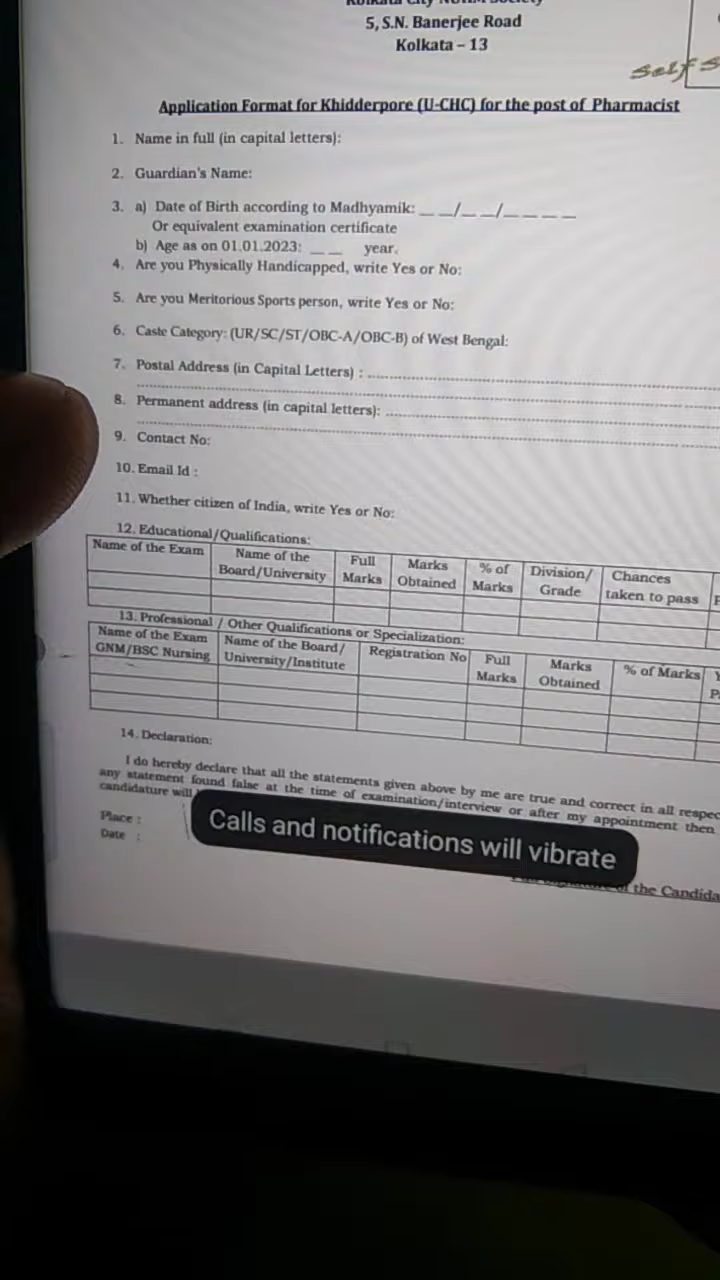 Kolkata City NUHM Society
5, S.N. Banerjee Road
Kolkata – 13
Self S
Application Format for Khidderpore (U-CHC) for the post of Pharmacist
1. Name in full (in capital letters):
2. Guardian's Name:
3. a) Date of Birth according to Madhyamik: _ _/_ _/_ _ _ _
Or equivalent examination certificate
b) Age as on 01.01.2023: _ _ year.
4. Are you Physically Handicapped, write Yes or No:
5. Are you Meritorious Sports person, write Yes or No:
6. Caste Category: (UR/SC/ST/OBC-A/OBC-B) of West Bengal:
7. Postal Address (in Capital Letters) :
8. Permanent address (in capital letters):
9. Contact No:
10. Email Id :
11. Whether citizen of India, write Yes or No:
12. Educational/Qualifications:
Name of the Exam Name of the Board/University Full Marks Marks Obtained % of Marks Division/ Grade Chances taken to pass
13. Professional / Other Qualifications or Specialization:
Name of the Exam GNM/BSC Nursing Name of the Board/ University/Institute Registration No Full Marks Marks Obtained % of Marks
14. Declaration:
I do hereby declare that all the statements given above by me are true and correct in all respec
any statement found false at the time of examination/interview or after my appointment then
candidature will
Place :
Date :
Calls and notifications will vibrate
the Candida